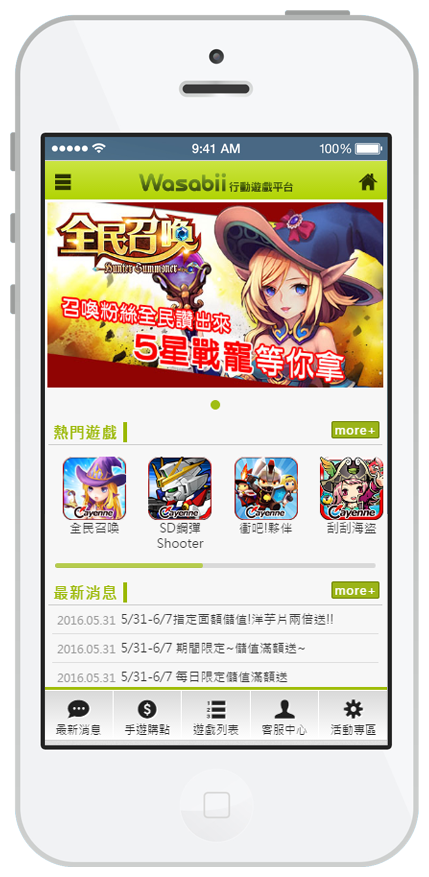 9:41 AM 100%
Wasabii 行動遊戲平台
全民召喚
Hunter Summoner
召喚粉絲全民讚出來
5星戰寵等你拿
熱門遊戲 more+
Cayenne Cayenne Cayenne Cayenne
全民召喚 SD鋼彈 衝吧!夥伴 刮刮海盜
Shooter
最新消息 more+
2016.05.31 5/31-6/7指定面額儲值!洋芋片兩倍送!!
2016.05.31 5/31-6/7 期間限定~儲值滿額送~
2016.05.31 5/31-6/7 每日限定儲值滿額送
最新消息 手遊購點 遊戲列表 客服中心 活動專區